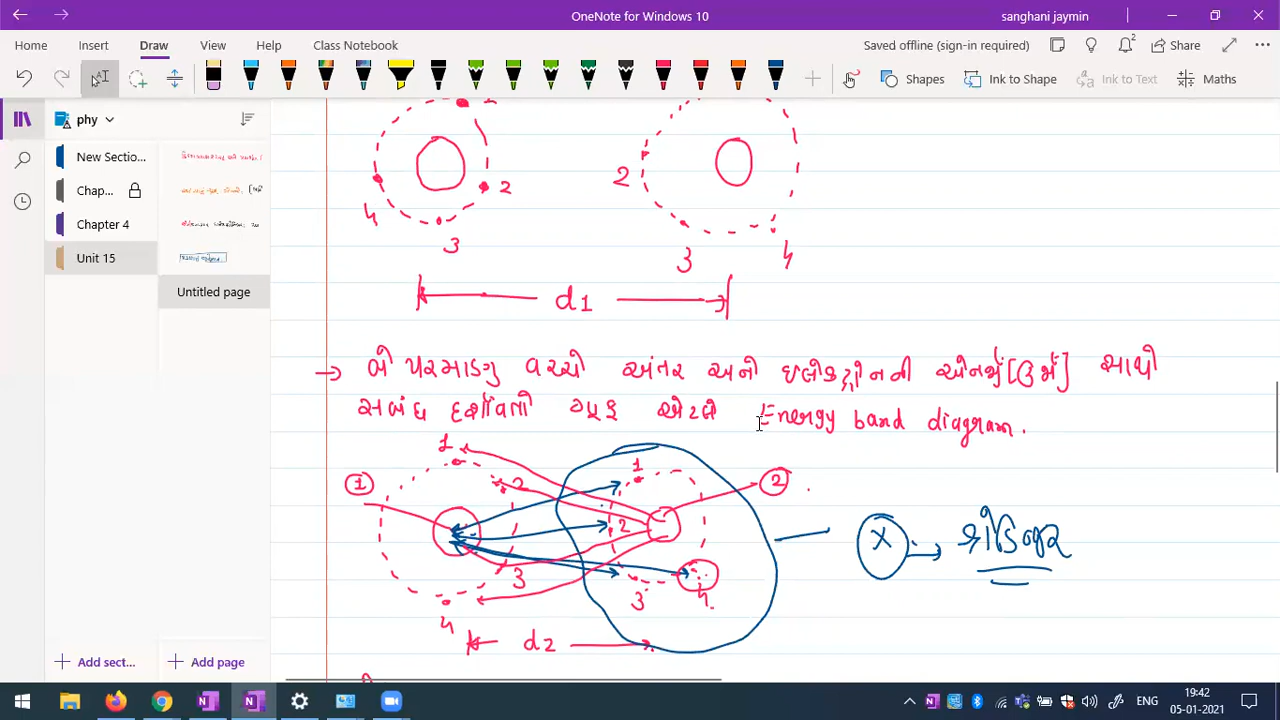 OneNote for Windows 10
sanghani jaymin
Home Insert Draw View Help Class Notebook
Saved offline (sign-in required)
Share
Shapes Ink to Shape Ink to Text Maths
phy
New Sectio...
Chap...
Chapter 4
Unit 15
Untitled page
2
4
3
2
3
4
d1
→ બે પરમાણુ વચ્ચે અંતર અને ઇલેક્ટ્રોનની એનર્જી [ઉર્જા] સાથે
સબંધ દર્શાવતો ગ્રાફ એટલે Energy band diagram.
1 2 3 4
1 2 3 4
① ②
X →
d2
Add sect...
Add page
ENG
19:42
05-01-2021